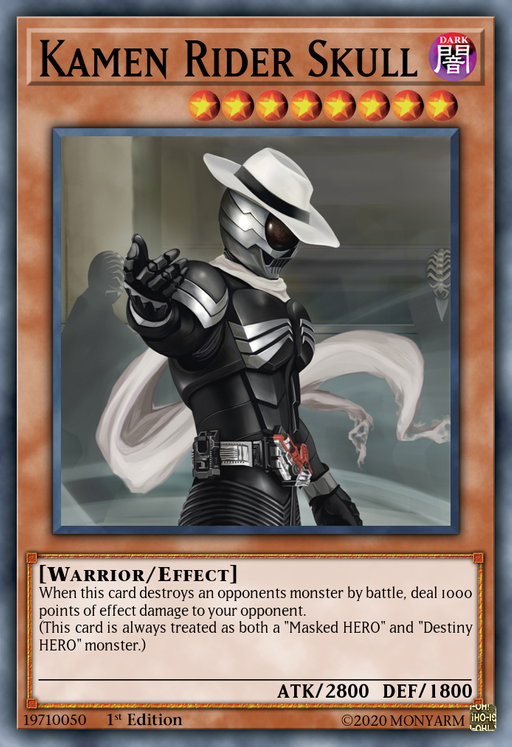 KAMEN RIDER SKULL
DARK
闇
[WARRIOR/EFFECT]
When this card destroys an opponents monster by battle, deal 1000
points of effect damage to your opponent.
(This card is always treated as both a "Masked HERO" and "Destiny
HERO" monster.)
ATK/2800 DEF/1800
19710050 1st Edition ©2020 MONYARM